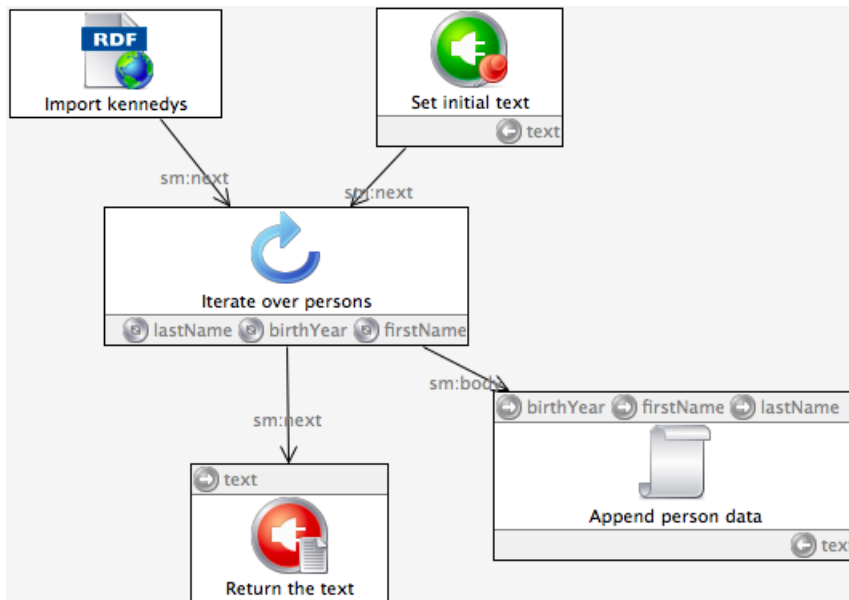 RDF
Import kennedys
Set initial text
text
sm:next
sm:next
Iterate over persons
lastName birthYear firstName
sm:body
birthYear firstName lastName
sm:next
text
Append person data
text
Return the text